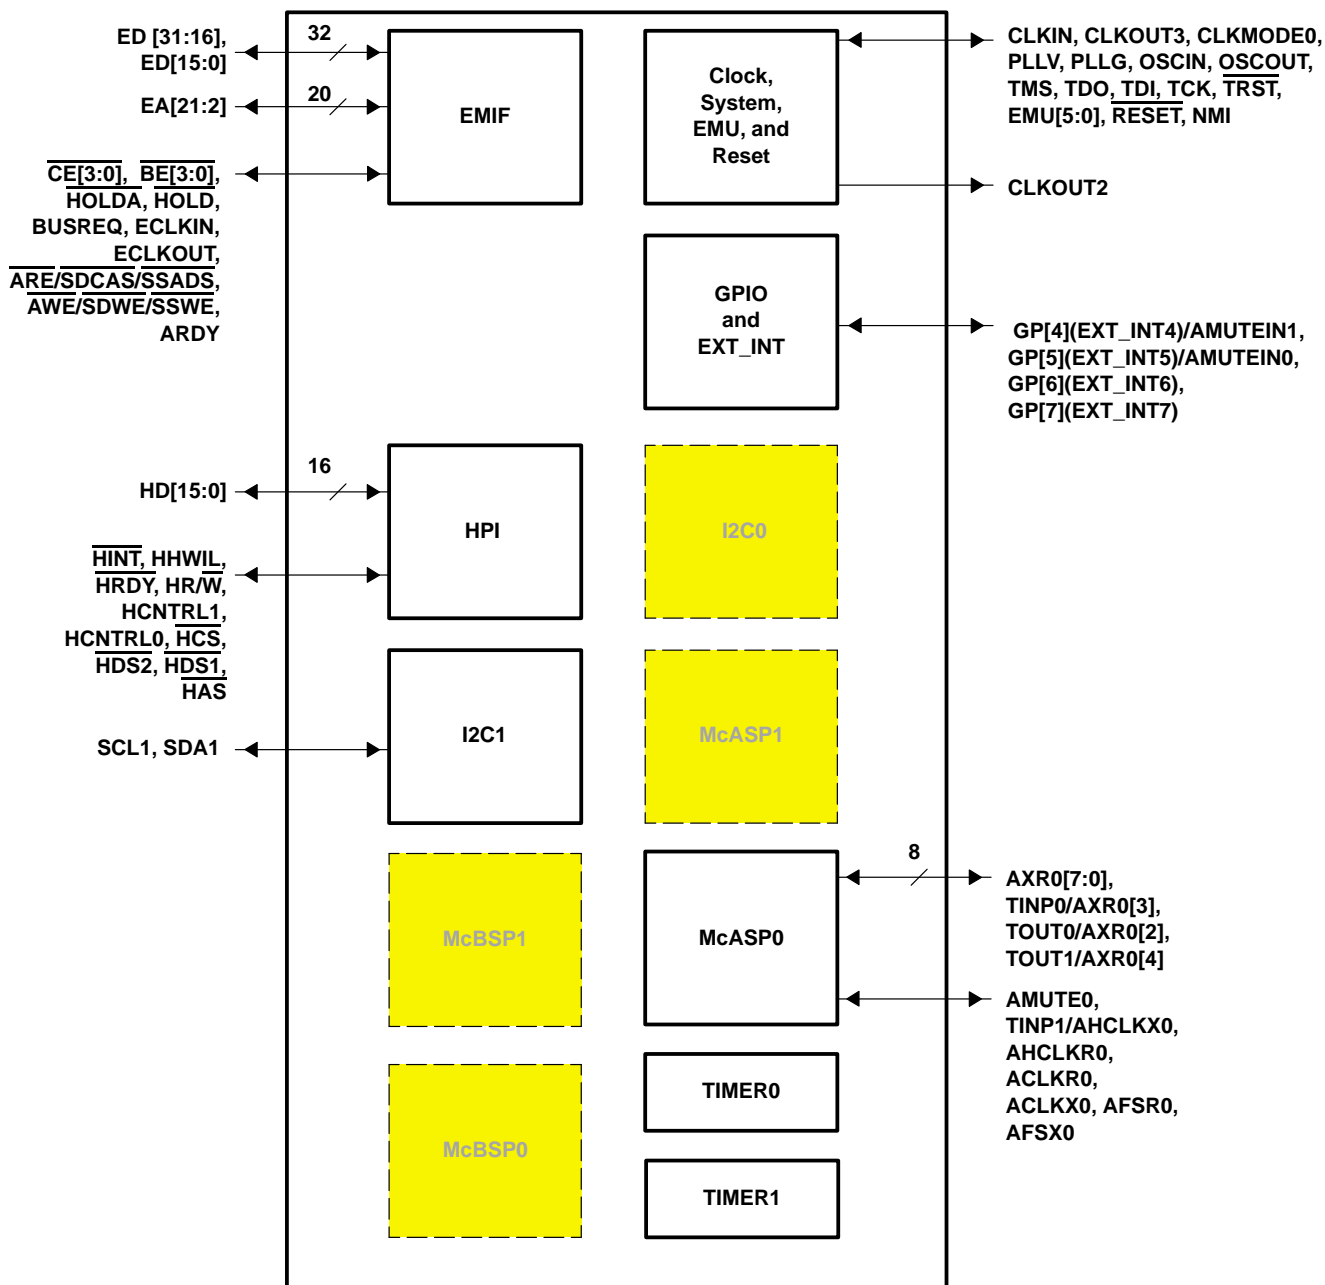 ED [31:16],
ED[15:0]
32
EA[21:2]
20
EMIF
CE[3:0], BE[3:0],
HOLDA, HOLD,
BUSREQ, ECLKIN,
ECLKOUT,
ARE/SDCAS/SSADS,
AWE/SDWE/SSWE,
ARDY
Clock,
System,
EMU, and
Reset
CLKIN, CLKOUT3, CLKMODE0,
PLLV, PLLG, OSCIN, OSCOUT,
TMS, TDO, TDI, TCK, TRST,
EMU[5:0], RESET, NMI
CLKOUT2
GPIO
and
EXT_INT
GP[4](EXT_INT4)/AMUTEIN1,
GP[5](EXT_INT5)/AMUTEIN0,
GP[6](EXT_INT6),
GP[7](EXT_INT7)
16
HD[15:0]
HPI
HINT, HHWIL,
HRDY, HR/W,
HCNTRL1,
HCNTRL0, HCS,
HDS2, HDS1,
HAS
I2C0
I2C1
SCL1, SDA1
McASP1
McBSP1
McASP0
8
AXR0[7:0],
TINP0/AXR0[3],
TOUT0/AXR0[2],
TOUT1/AXR0[4]
AMUTE0,
TINP1/AHCLKX0,
AHCLKR0,
ACLKR0,
ACLKX0, AFSR0,
AFSX0
McBSP0
TIMER0
TIMER1